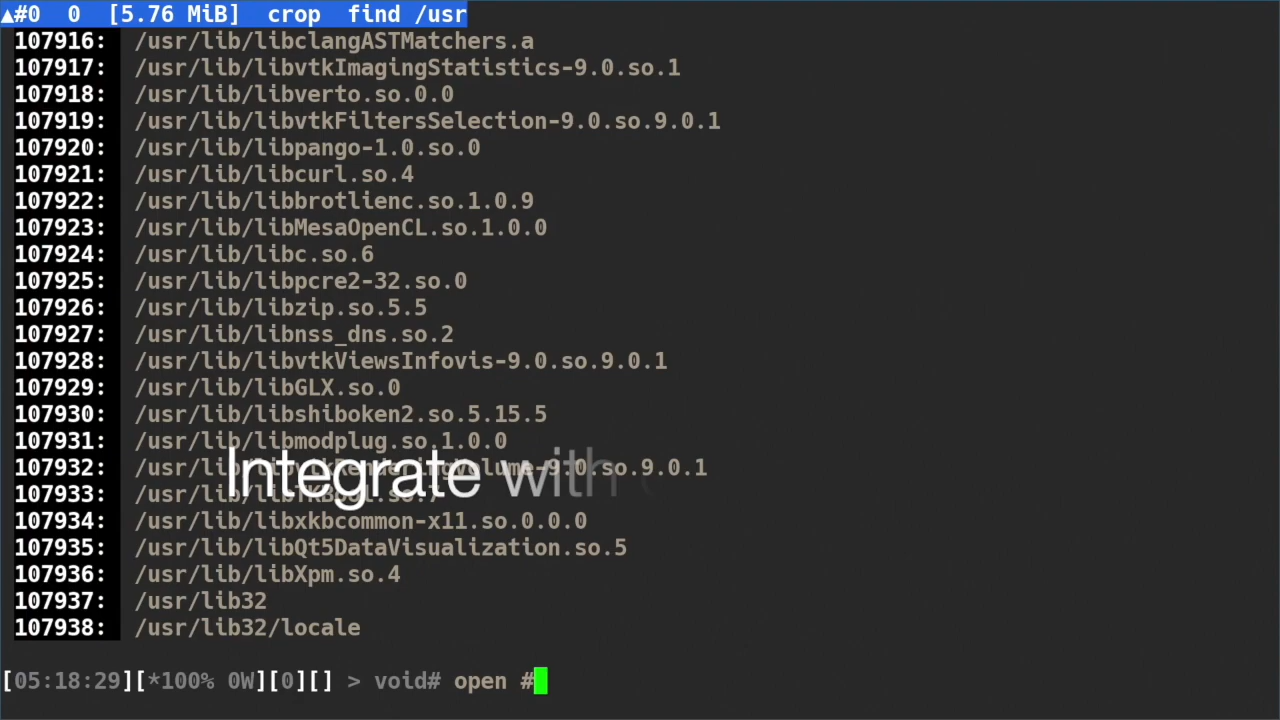 ▲#0 0 [5.76 MiB] crop find /usr
107916: /usr/lib/libclangASTMatchers.a
107917: /usr/lib/libvtkImagingStatistics-9.0.so.1
107918: /usr/lib/libverto.so.0.0
107919: /usr/lib/libvtkFiltersSelection-9.0.so.9.0.1
107920: /usr/lib/libpango-1.0.so.0
107921: /usr/lib/libcurl.so.4
107922: /usr/lib/libbrotlienc.so.1.0.9
107923: /usr/lib/libMesaOpenCL.so.1.0.0
107924: /usr/lib/libc.so.6
107925: /usr/lib/libpcre2-32.so.0
107926: /usr/lib/libzip.so.5.5
107927: /usr/lib/libnss_dns.so.2
107928: /usr/lib/libvtkViewsInfovis-9.0.so.9.0.1
107929: /usr/lib/libGLX.so.0
107930: /usr/lib/libshiboken2.so.5.15.5
107931: /usr/lib/libmodplug.so.1.0.0
107932:
Integrate with
107933:
107934: /usr/lib/libxkbcommon-x11.so.0.0.0
107935: /usr/lib/libQt5DataVisualization.so.5
107936: /usr/lib/libXpm.so.4
107937: /usr/lib32
107938: /usr/lib32/locale
[05:18:29][*100% 0W][0][] > void# open #